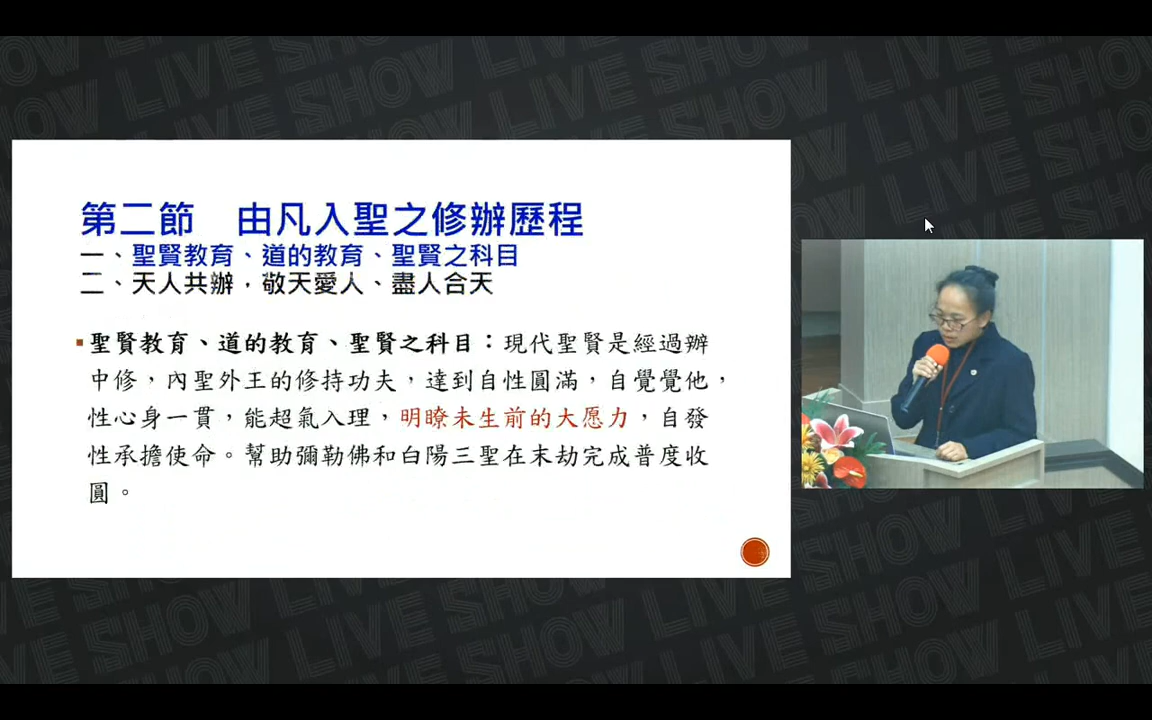 第二節　由凡入聖之修辦歷程
一、聖賢教育、道的教育、聖賢之科目
二、天人共辦，敬天愛人、盡人合天
聖賢教育、道的教育、聖賢之科目：現代聖賢是經過辦
中修，內聖外王的修持功夫，達到自性圓滿，自覺覺他，
性心身一貫，能超氣入理，明瞭未生前的大愿力，自發
性承擔使命。幫助彌勒佛和白陽三聖在末劫完成普度收
圓。
LIVE SHOW